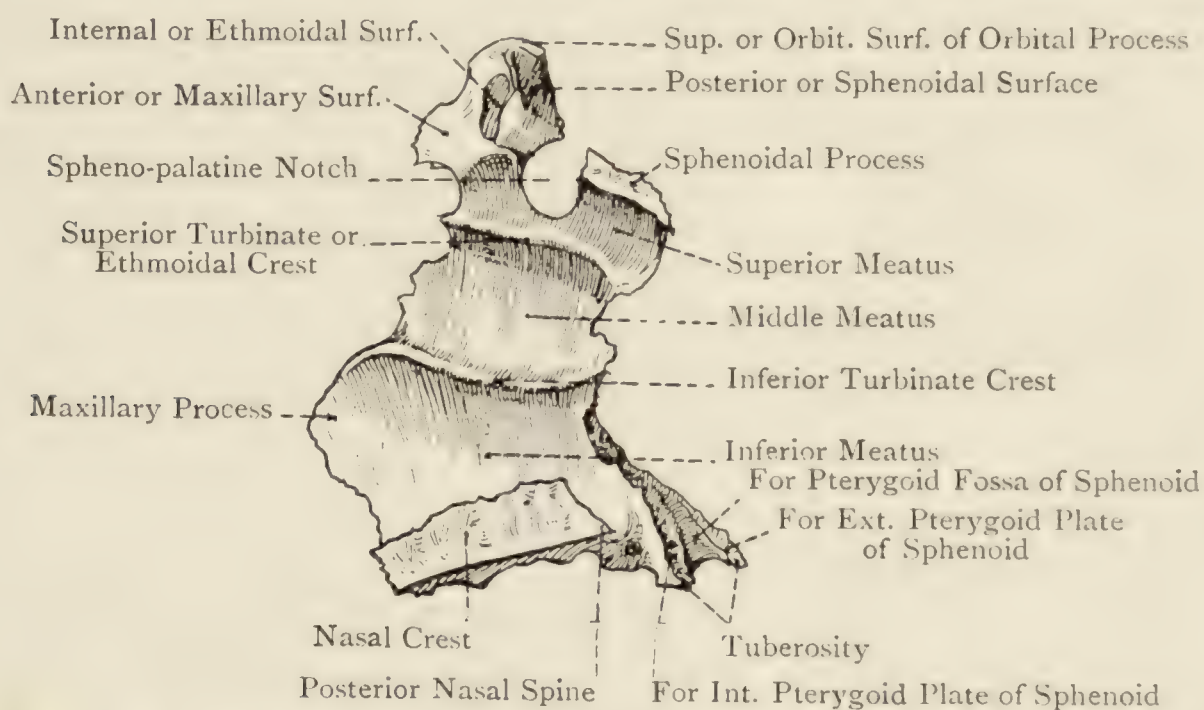 Internal or Ethmoidal Surf.
Sup. or Orbit. Surf. of Orbital Process
Anterior or Maxillary Surf.
Posterior or Sphenoidal Surface
Spheno-palatine Notch
Sphenoidal Process
Superior Turbinate or
Ethmoidal Crest
Superior Meatus
Middle Meatus
Inferior Turbinate Crest
Maxillary Process
Inferior Meatus
For Pterygoid Fossa of Sphenoid
For Ext. Pterygoid Plate
of Sphenoid
Nasal Crest
Tuberosity
Posterior Nasal Spine
For Int. Pterygoid Plate of Sphenoid